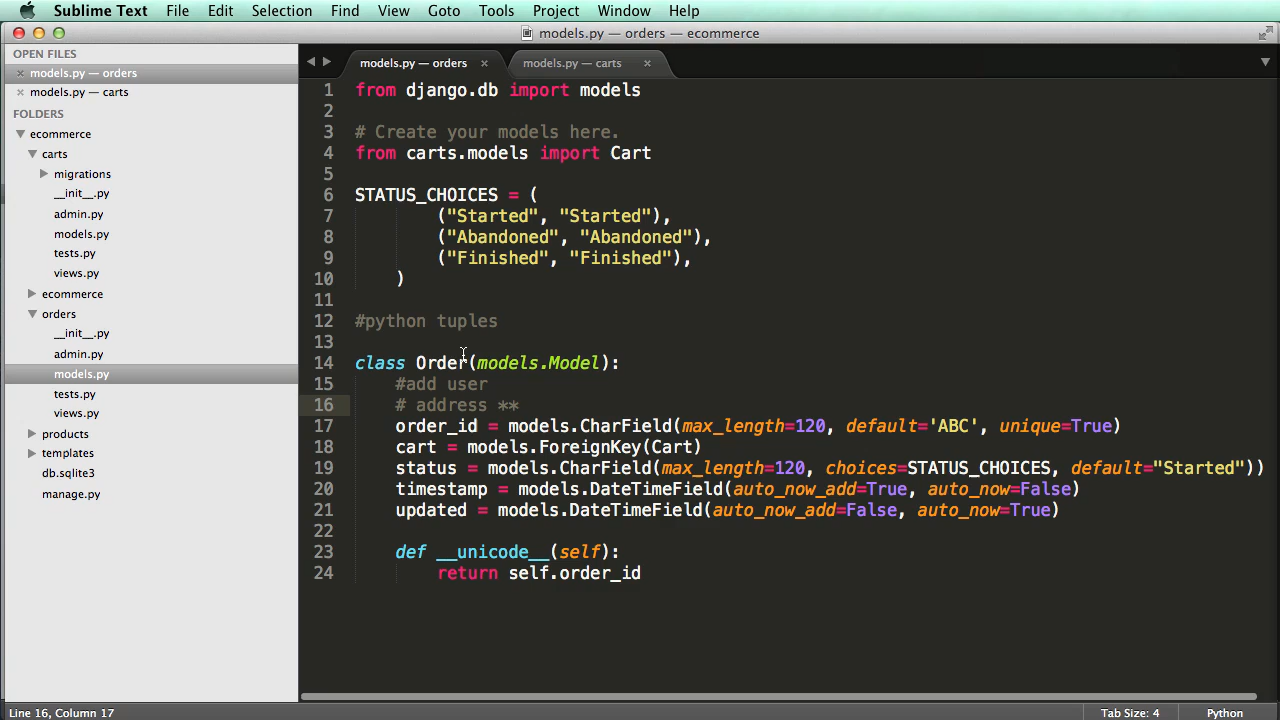 Sublime Text File Edit Selection Find View Goto Tools Project Window Help
models.py — orders — ecommerce
OPEN FILES
models.py — orders
models.py — carts
FOLDERS
ecommerce
carts
migrations
__init__.py
admin.py
models.py
tests.py
views.py
ecommerce
orders
__init__.py
admin.py
models.py
tests.py
views.py
products
templates
db.sqlite3
manage.py
models.py — orders models.py — carts
1 from django.db import models
2
3 # Create your models here.
4 from carts.models import Cart
5
6 STATUS_CHOICES = (
7 ("Started", "Started"),
8 ("Abandoned", "Abandoned"),
9 ("Finished", "Finished"),
10 )
11
12 #python tuples
13
14 class Order(models.Model):
15 #add user
16 # address **
17 order_id = models.CharField(max_length=120, default='ABC', unique=True)
18 cart = models.ForeignKey(Cart)
19 status = models.CharField(max_length=120, choices=STATUS_CHOICES, default="Started"))
20 timestamp = models.DateTimeField(auto_now_add=True, auto_now=False)
21 updated = models.DateTimeField(auto_now_add=False, auto_now=True)
22
23 def __unicode__(self):
24 return self.order_id
Line 16, Column 17 Tab Size: 4 Python